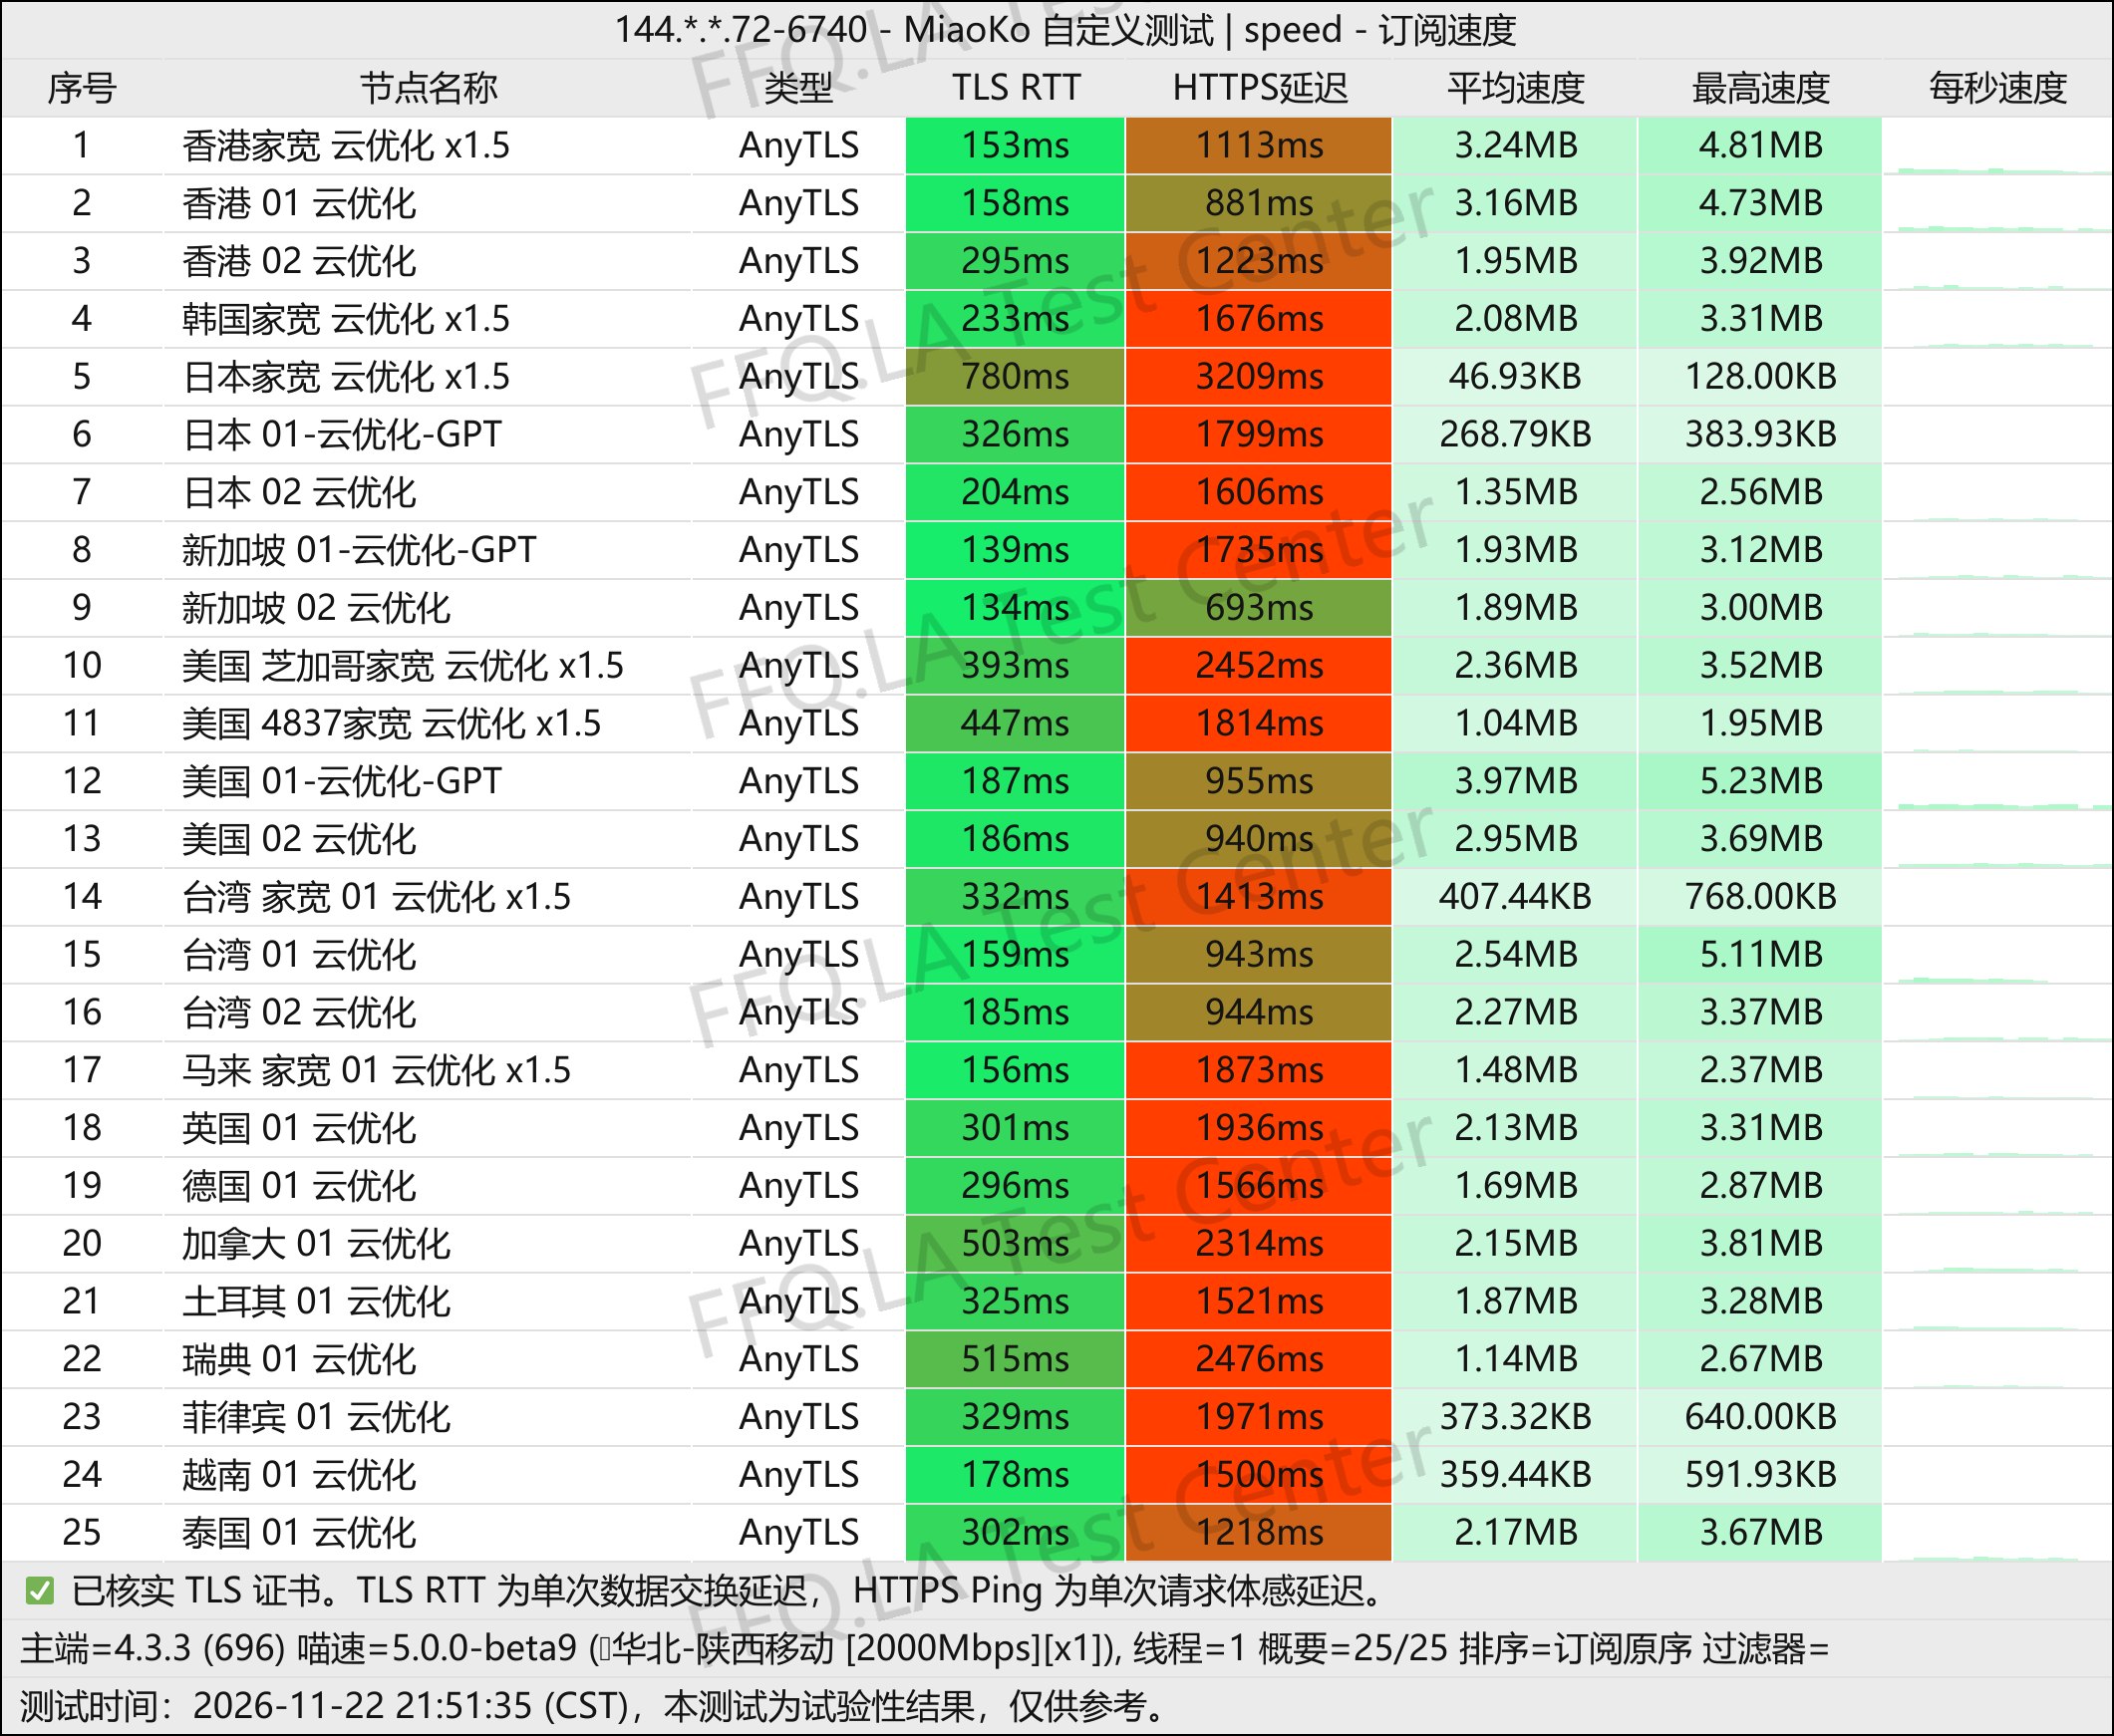 144.*.*.72-6740 - MiaoKo 自定义测试 | speed - 订阅速度
序号 节点名称 类型 TLS RTT HTTPS延迟 平均速度 最高速度 每秒速度
1 香港家宽 云优化 x1.5 AnyTLS 153ms 1113ms 3.24MB 4.81MB
2 香港 01 云优化 AnyTLS 158ms 881ms 3.16MB 4.73MB
3 香港 02 云优化 AnyTLS 295ms 1223ms 1.95MB 3.92MB
4 韩国家宽 云优化 x1.5 AnyTLS 233ms 1676ms 2.08MB 3.31MB
5 日本家宽 云优化 x1.5 AnyTLS 780ms 3209ms 46.93KB 128.00KB
6 日本 01-云优化-GPT AnyTLS 326ms 1799ms 268.79KB 383.93KB
7 日本 02 云优化 AnyTLS 204ms 1606ms 1.35MB 2.56MB
8 新加坡 01-云优化-GPT AnyTLS 139ms 1735ms 1.93MB 3.12MB
9 新加坡 02 云优化 AnyTLS 134ms 693ms 1.89MB 3.00MB
10 美国 芝加哥家宽 云优化 x1.5 AnyTLS 393ms 2452ms 2.36MB 3.52MB
11 美国 4837家宽 云优化 x1.5 AnyTLS 447ms 1814ms 1.04MB 1.95MB
12 美国 01-云优化-GPT AnyTLS 187ms 955ms 3.97MB 5.23MB
13 美国 02 云优化 AnyTLS 186ms 940ms 2.95MB 3.69MB
14 台湾 家宽 01 云优化 x1.5 AnyTLS 332ms 1413ms 407.44KB 768.00KB
15 台湾 01 云优化 AnyTLS 159ms 943ms 2.54MB 5.11MB
16 台湾 02 云优化 AnyTLS 185ms 944ms 2.27MB 3.37MB
17 马来 家宽 01 云优化 x1.5 AnyTLS 156ms 1873ms 1.48MB 2.37MB
18 英国 01 云优化 AnyTLS 301ms 1936ms 2.13MB 3.31MB
19 德国 01 云优化 AnyTLS 296ms 1566ms 1.69MB 2.87MB
20 加拿大 01 云优化 AnyTLS 503ms 2314ms 2.15MB 3.81MB
21 土耳其 01 云优化 AnyTLS 325ms 1521ms 1.87MB 3.28MB
22 瑞典 01 云优化 AnyTLS 515ms 2476ms 1.14MB 2.67MB
23 菲律宾 01 云优化 AnyTLS 329ms 1971ms 373.32KB 640.00KB
24 越南 01 云优化 AnyTLS 178ms 1500ms 359.44KB 591.93KB
25 泰国 01 云优化 AnyTLS 302ms 1218ms 2.17MB 3.67MB
✅ 已核实 TLS 证书。TLS RTT 为单次数据交换延迟， HTTPS Ping 为单次请求体感延迟。
主端=4.3.3 (696) 喵速=5.0.0-beta9 (华北-陕西移动 [2000Mbps][x1]), 线程=1 概要=25/25 排序=订阅原序 过滤器=
测试时间：2026-11-22 21:51:35 (CST)，本测试为试验性结果，仅供参考。
FFQ.LA Test Center
FFQ.LA Test Center
FFQ.LA Test Center
FFQ.LA Test Center
FFQ.LA Test Center
FFQ.LA Test Center